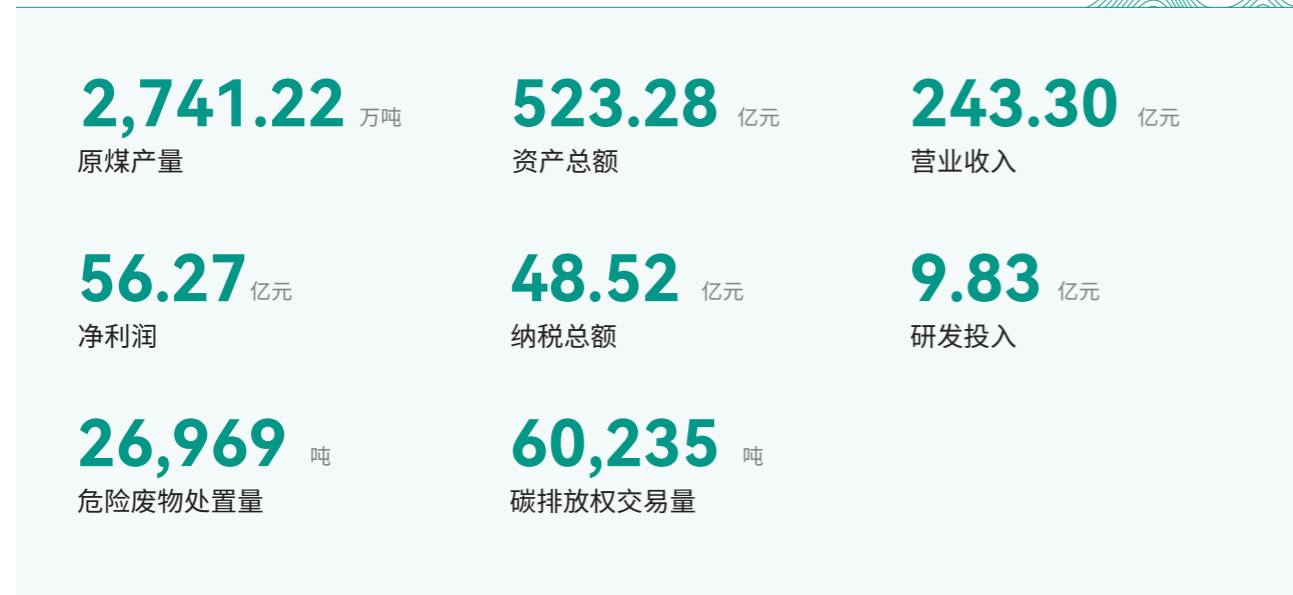 2,741.22 万吨
原煤产量
523.28 亿元
资产总额
243.30 亿元
营业收入
56.27 亿元
净利润
48.52 亿元
纳税总额
9.83 亿元
研发投入
26,969 吨
危险废物处置量
60,235 吨
碳排放权交易量